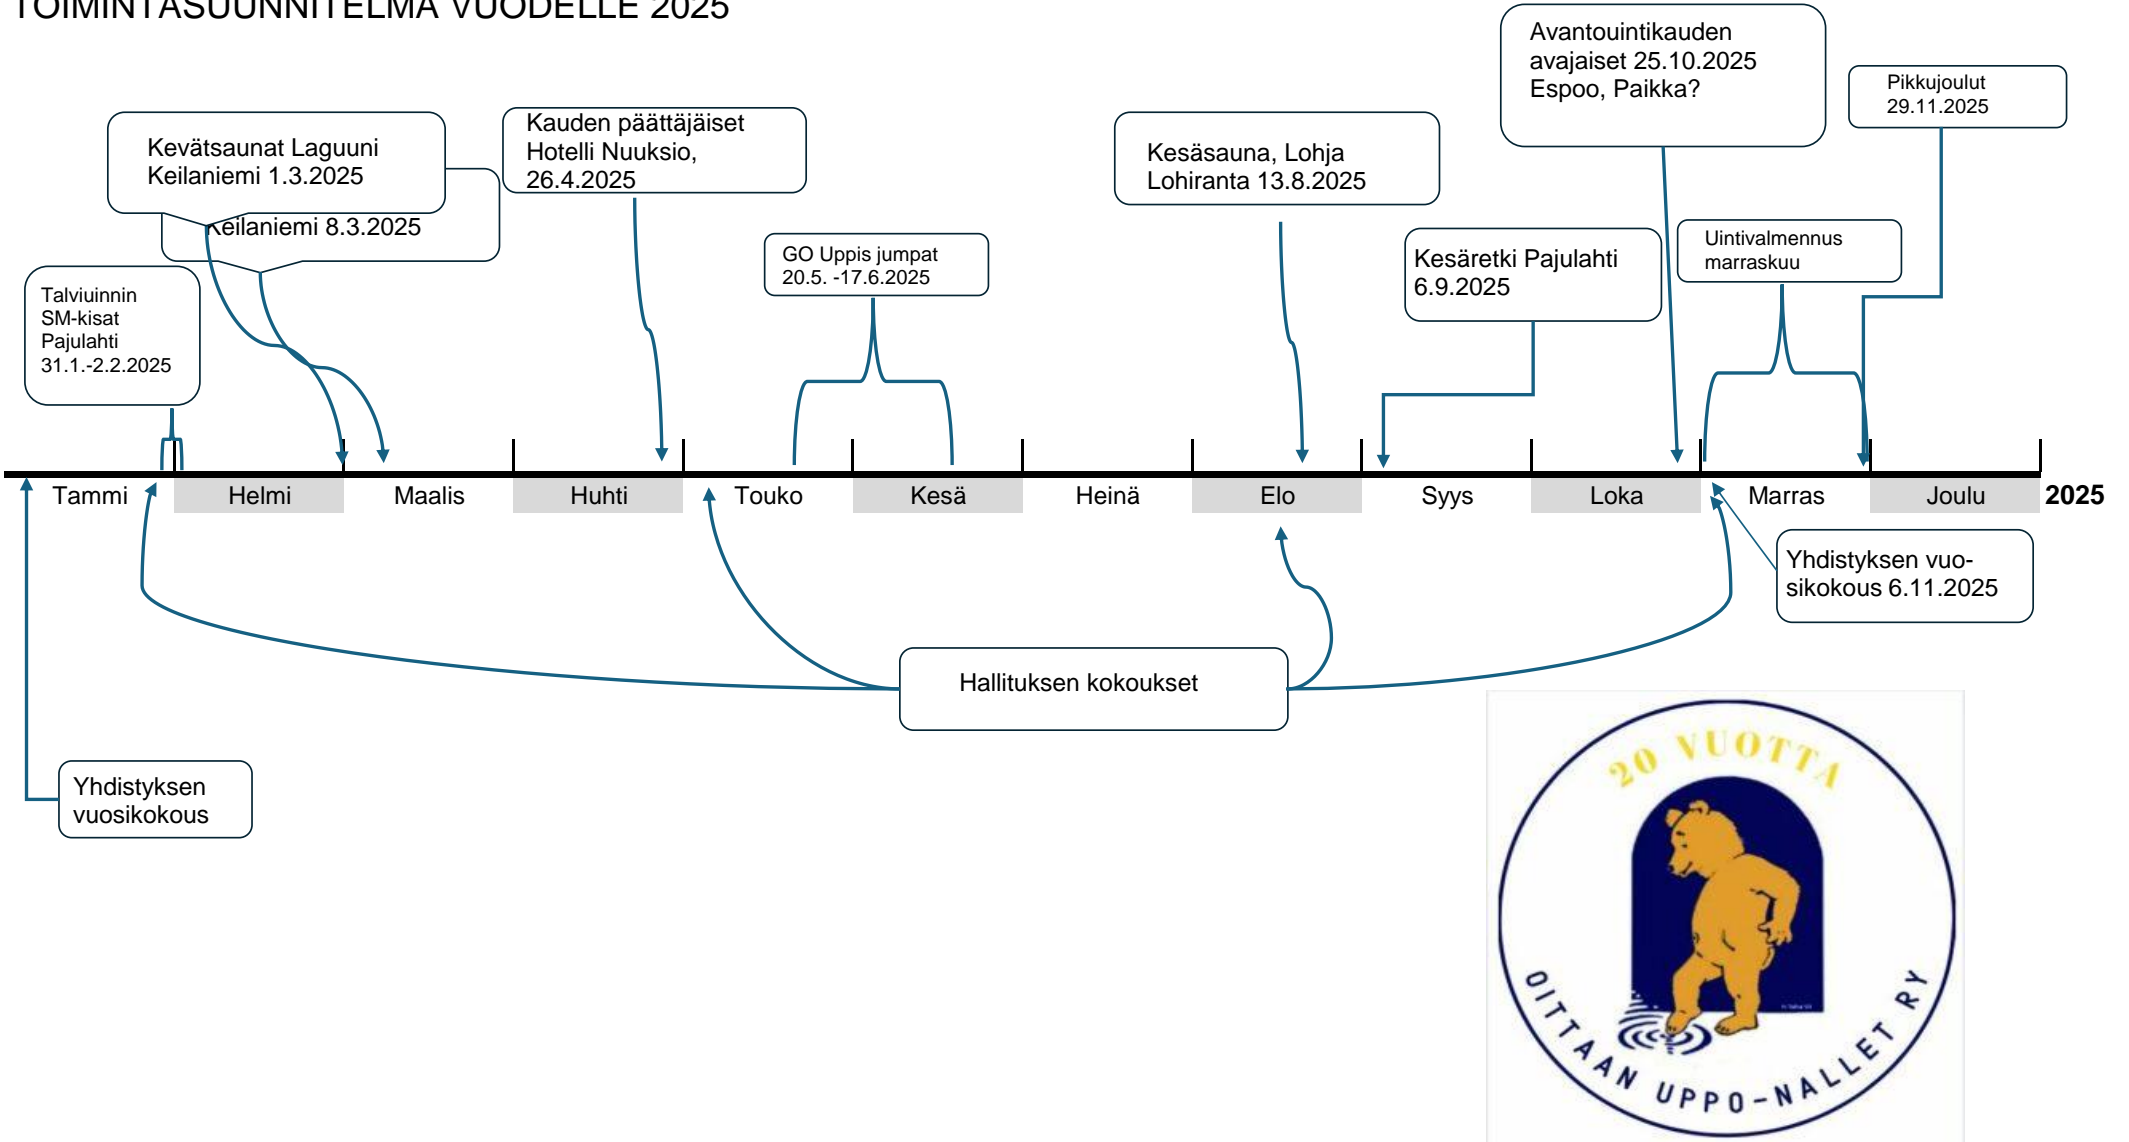 TOIMINTASUUNNITELMA VUODELLE 2025
Avantouintikauden
avajaiset 25.10.2025
Espoo, Paikka?
Pikkujoulut
29.11.2025
Kevätsaunat Laguuni
Keilaniemi 1.3.2025
Keilaniemi 8.3.2025
Kauden päättäjäiset
Hotelli Nuuksio,
26.4.2025
Kesäsauna, Lohja
Lohiranta 13.8.2025
GO Uppis jumpat
20.5. -17.6.2025
Kesäretki Pajulahti
6.9.2025
Uintivalmennus
marraskuu
Talviuinnin
SM-kisat
Pajulahti
31.1.-2.2.2025
Tammi Helmi Maalis Huhti Touko Kesä Heinä Elo Syys Loka Marras Joulu 2025
Yhdistyksen vuo-
sikokous 6.11.2025
Hallituksen kokoukset
Yhdistyksen
vuosikokous
20 VUOTTA
OITTAAN UPPO-NALLET RY